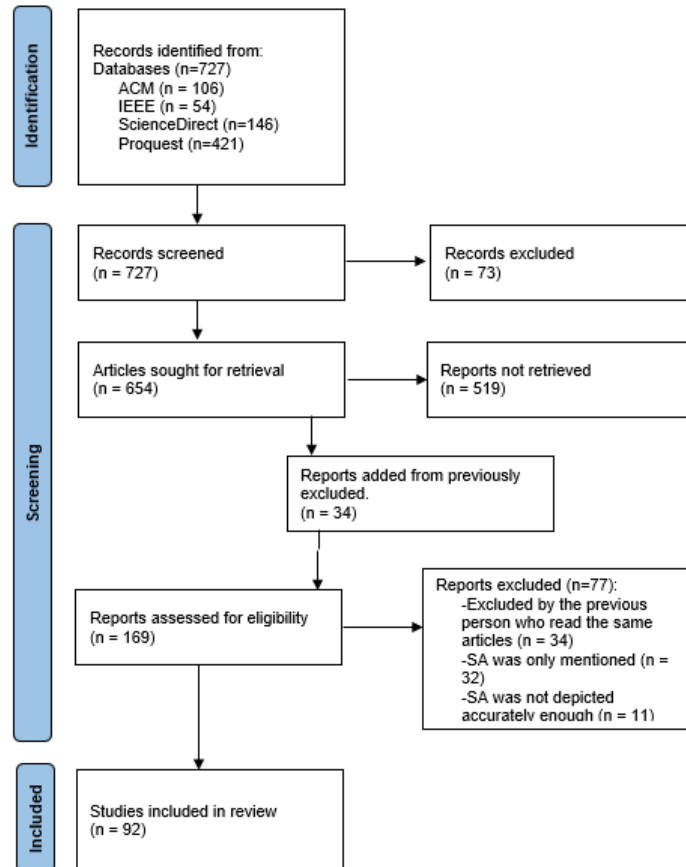 Identification
Records identified from:
Databases (n=727)
ACM (n = 106)
IEEE (n = 54)
ScienceDirect (n=146)
Proquest (n=421)
Screening
Records screened
(n = 727)
Records excluded
(n = 73)
Articles sought for retrieval
(n = 654)
Reports not retrieved
(n = 519)
Reports added from previously
excluded.
(n = 34)
Reports assessed for eligibility
(n = 169)
Reports excluded (n=77):
-Excluded by the previous
person who read the same
articles (n = 34)
-SA was only mentioned (n =
32)
-SA was not depicted
accurately enough (n = 11)
Included
Studies included in review
(n = 92)